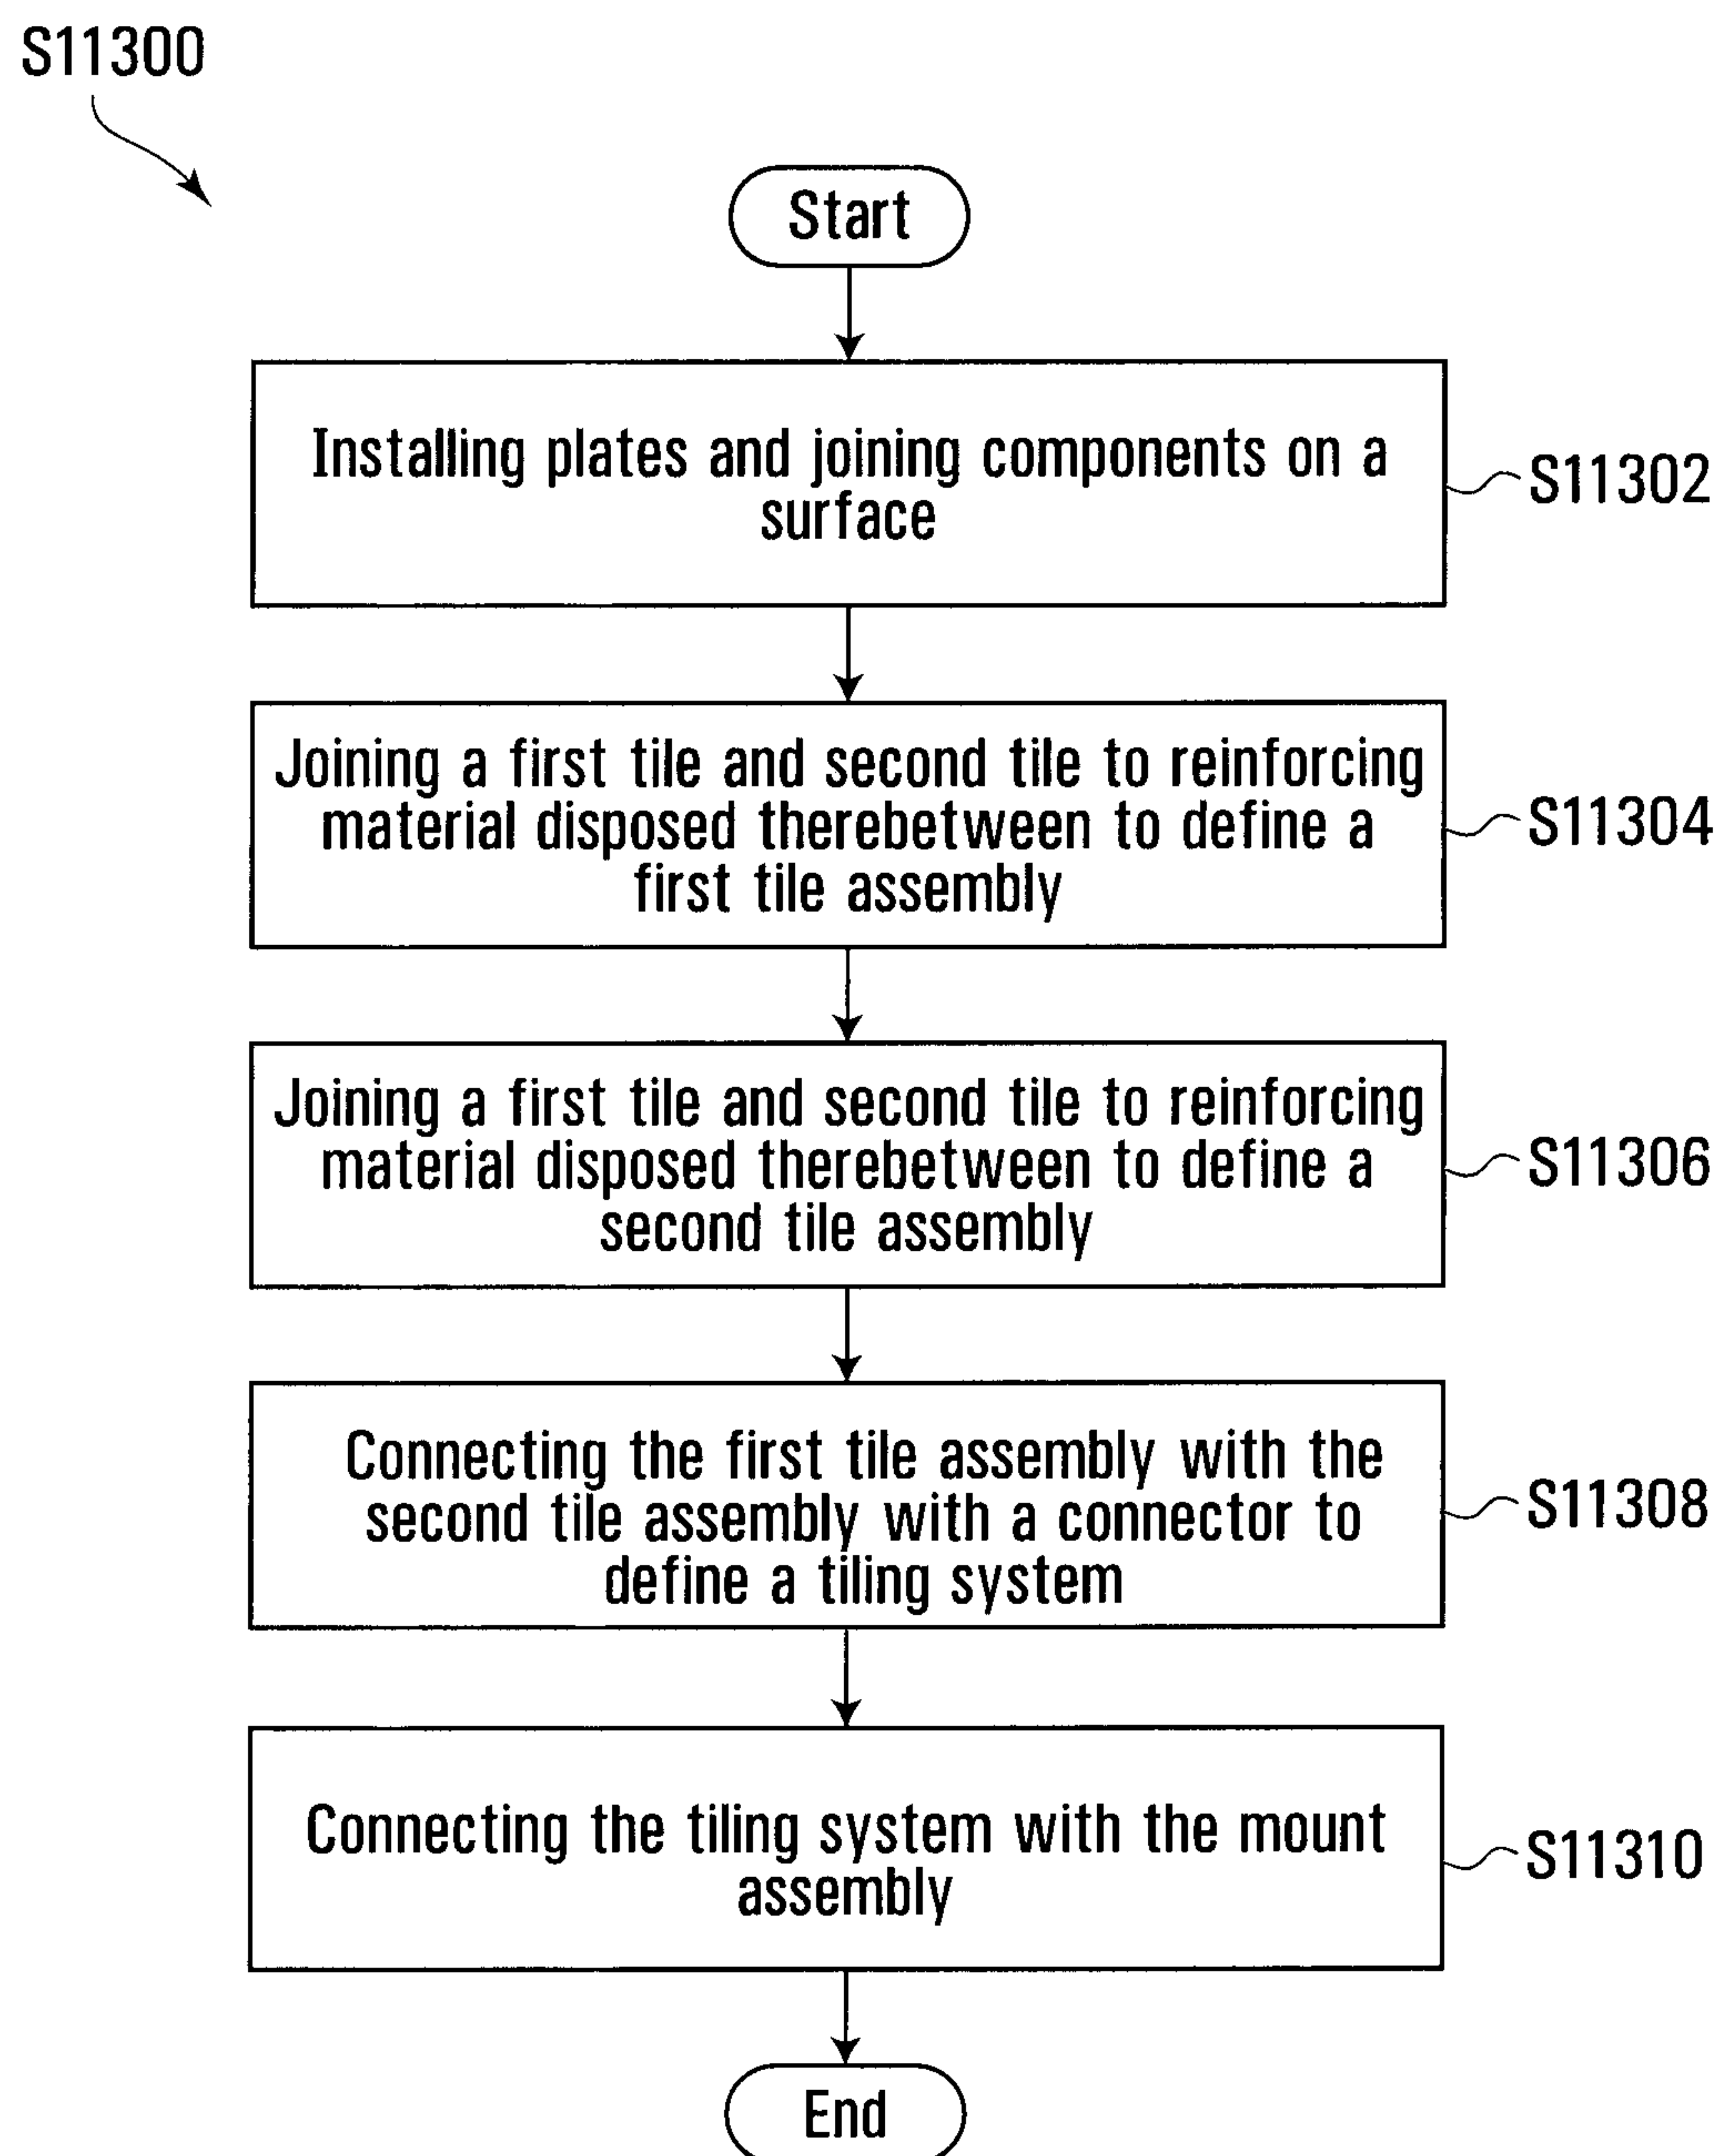 S11300
Start
Installing plates and joining components on a
surface
S11302
Joining a first tile and second tile to reinforcing
material disposed therebetween to define a
first tile assembly
S11304
Joining a first tile and second tile to reinforcing
material disposed therebetween to define a
second tile assembly
S11306
Connecting the first tile assembly with the
second tile assembly with a connector to
define a tiling system
S11308
Connecting the tiling system with the mount
assembly
S11310
End